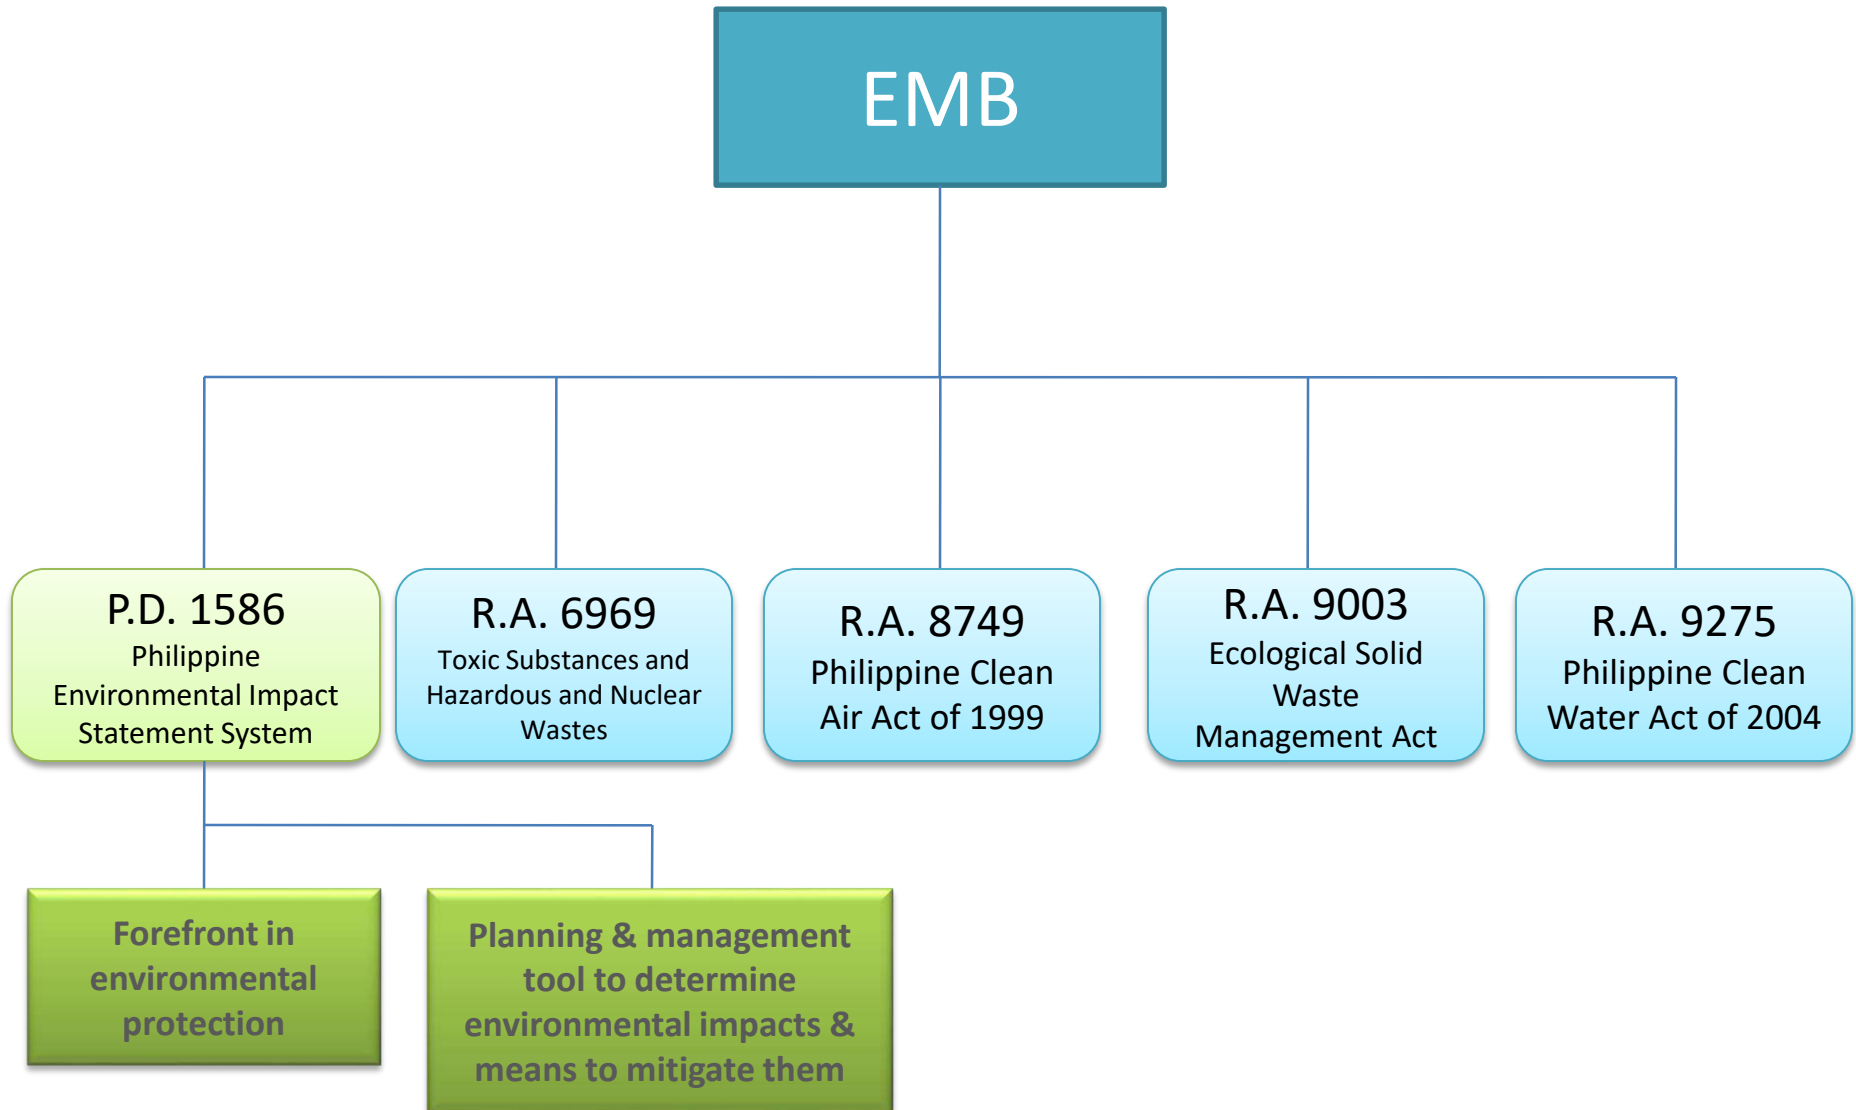 EMB
P.D. 1586
Philippine
Environmental Impact
Statement System
R.A. 6969
Toxic Substances and
Hazardous and Nuclear
Wastes
R.A. 8749
Philippine Clean
Air Act of 1999
R.A. 9003
Ecological Solid
Waste
Management Act
R.A. 9275
Philippine Clean
Water Act of 2004
Forefront in
environmental
protection
Planning & management
tool to determine
environmental impacts &
means to mitigate them